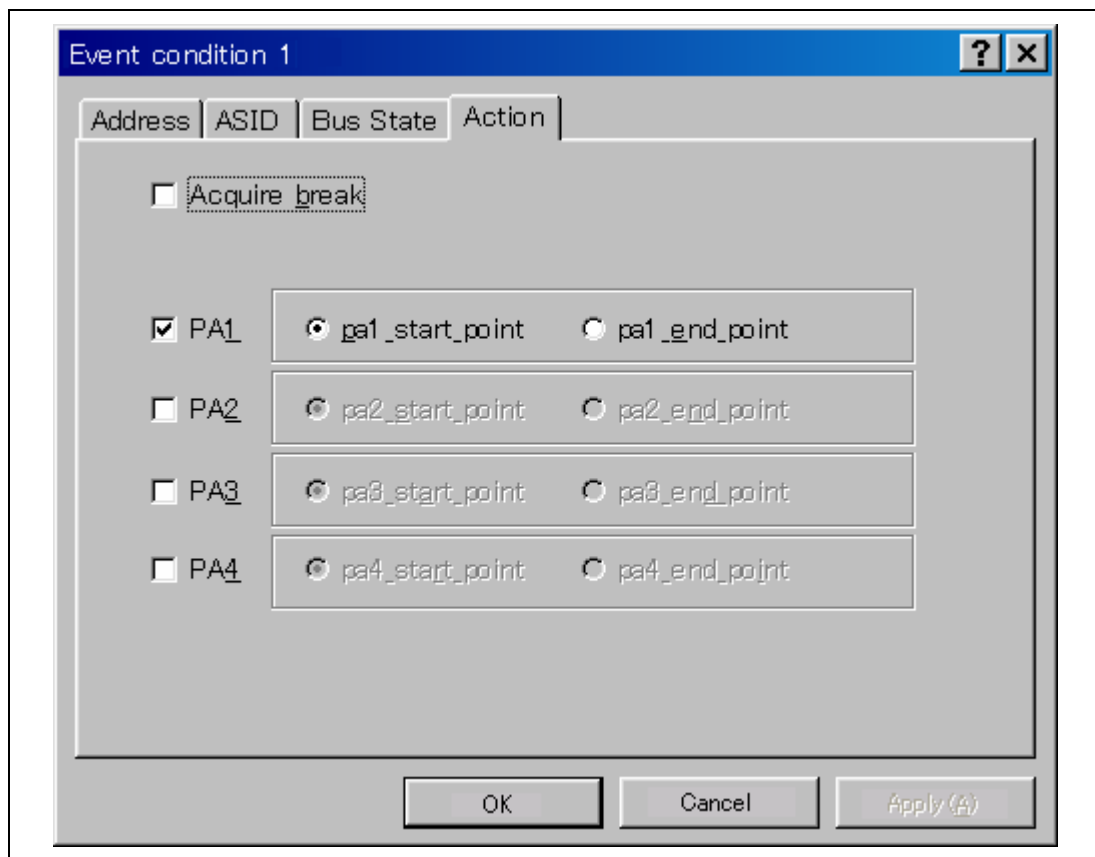 Event condition 1
Address ASID Bus State Action
Acquire break
PA1 pa1_start_point pa1_end_point
PA2 pa2_start_point pa2_end_point
PA3 pa3_start_point pa3_end_point
PA4 pa4_start_point pa4_end_point
OK Cancel Apply(A)